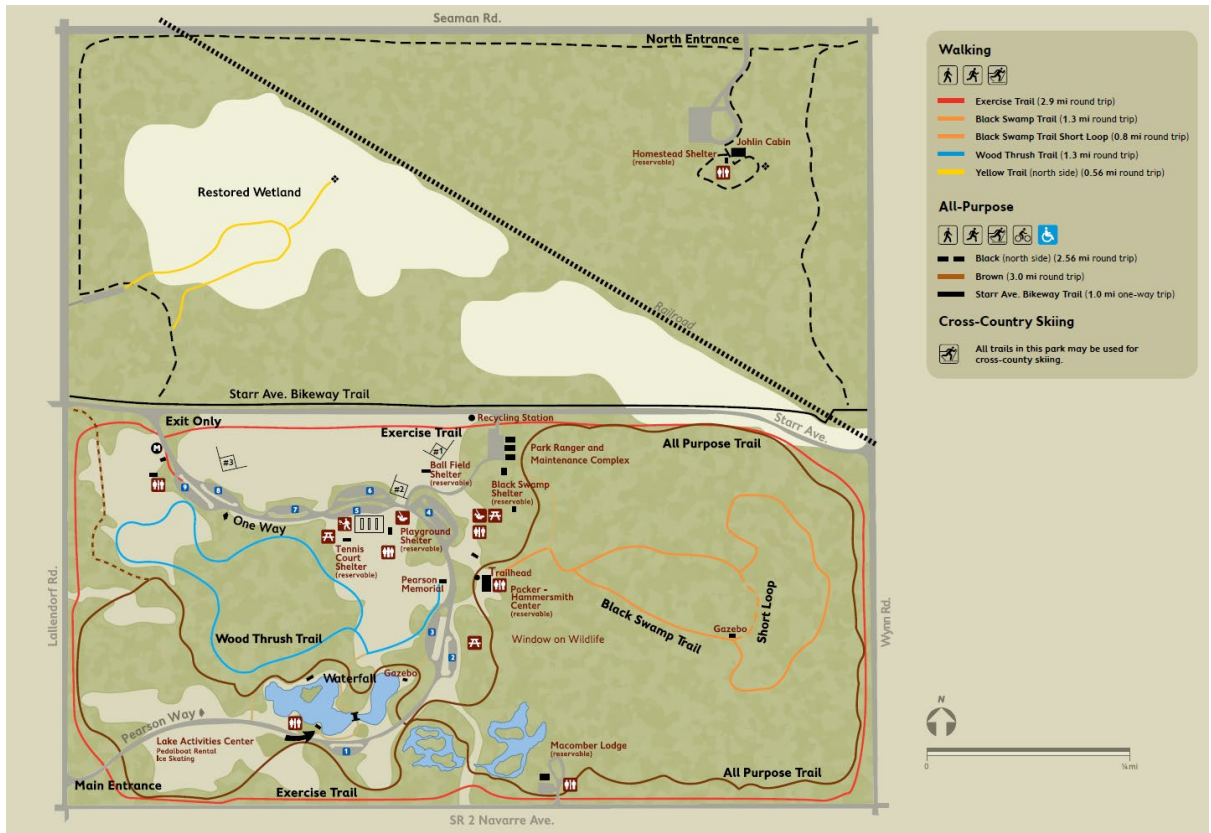 Seaman Rd.
North Entrance
Johlin Cabin
Homestead Shelter
(reservable)
Restored Wetland
Railroad
Starr Ave. Bikeway Trail
Starr Ave.
Exit Only
Recycling Station
Exercise Trail
All Purpose Trail
#1
#3
#2
Ball Field
Shelter
(reservable)
Park Ranger and
Maintenance Complex
Black Swamp
Shelter
(reservable)
9
8
7
6
5
4
One Way
Tennis
Court
Shelter
(reservable)
Playground
Shelter
(reservable)
Pearson
Memorial
Trailhead
Packer -
Hammersmith
Center
(reservable)
Black Swamp Trail
Gazebo
Short Loop
Lallendorf Rd.
Wynn Rd.
Wood Thrush Trail
3
2
Window on Wildlife
Waterfall
Gazebo
Pearson Way
Lake Activities Center
Pedalboat Rental
Ice Skating
1
Macomber Lodge
(reservable)
Main Entrance
Exercise Trail
All Purpose Trail
SR 2 Navarre Ave.
Walking
Exercise Trail (2.9 mi round trip)
Black Swamp Trail (1.3 mi round trip)
Black Swamp Trail Short Loop (0.8 mi round trip)
Wood Thrush Trail (1.3 mi round trip)
Yellow Trail (north side) (0.56 mi round trip)
All-Purpose
Black (north side) (2.56 mi round trip)
Brown (3.0 mi round trip)
Starr Ave. Bikeway Trail (1.0 mi one-way trip)
Cross-Country Skiing
All trails in this park may be used for
cross-county skiing.
N
0